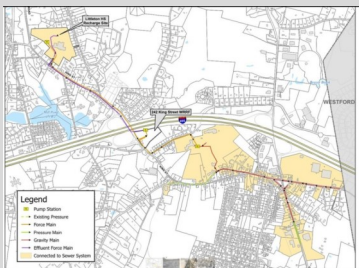 Littleton HS
Recharge Site
242 King Street WWTF
WESTFORD
Legend
Pump Station
Existing Pressure
Force Main
Pressure Main
Gravity Main
Effluent Force Main
Connected to Sewer System